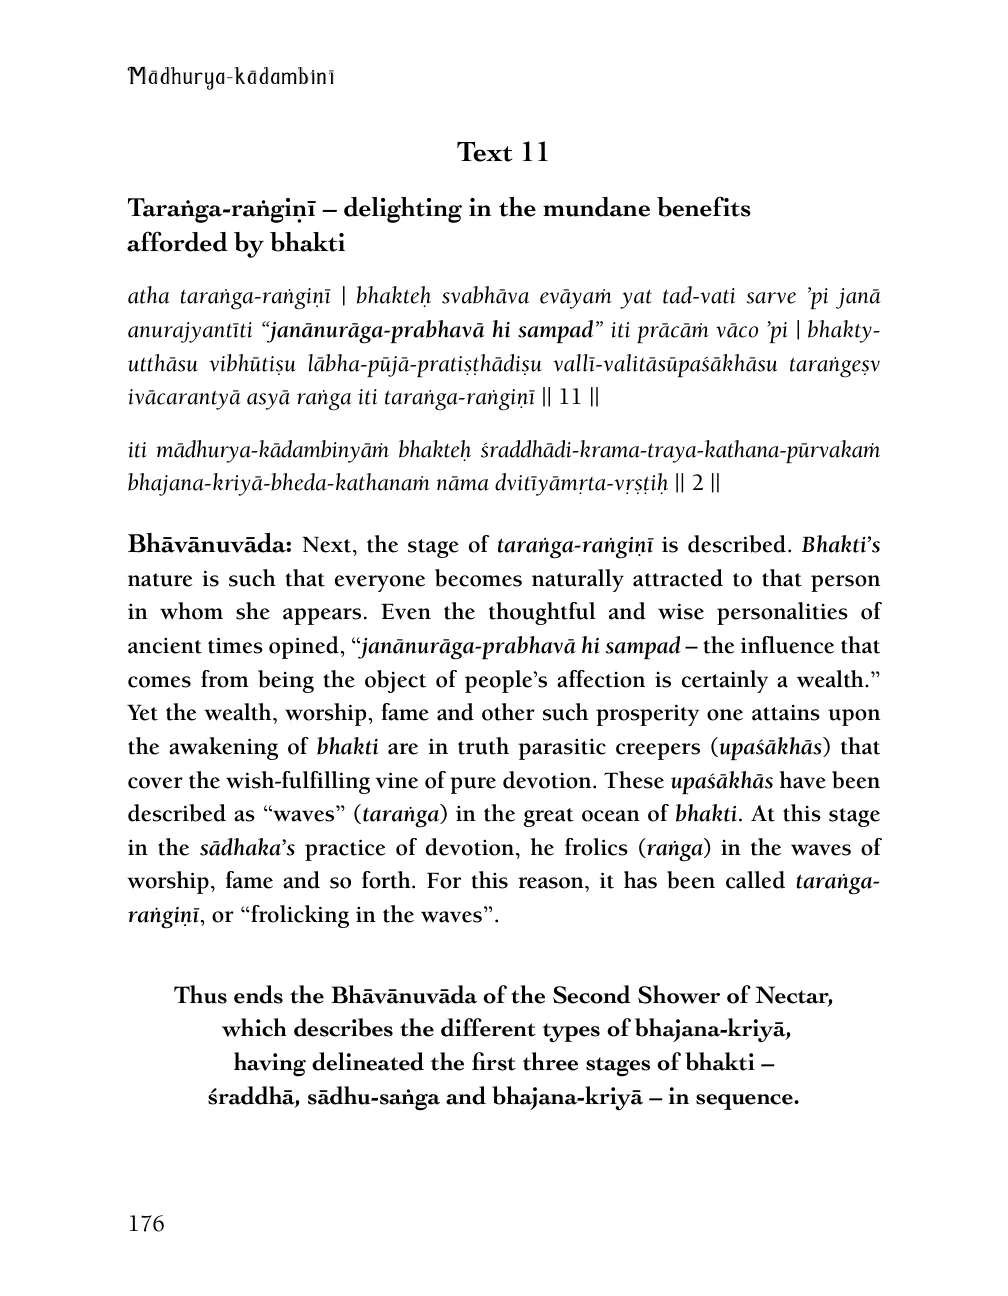 Mādhurya-kādambinī
Text 11
Taraṅga-raṅgiṇī – delighting in the mundane benefits
afforded by bhakti
atha taraṅga-raṅgiṇī | bhakteḥ svabhāva evāyaṁ yat tad-vati sarve ’pi janā
anurajyantīti “janānurāga-prabhavā hi sampad” iti prācāṁ vāco ’pi | bhakty-
utthāsu vibhūtiṣu lābha-pūjā-pratiṣṭhādiṣu vallī-valitāsūpaśākhāsu taraṅgeṣv
ivācarantyā asyā raṅga iti taraṅga-raṅgiṇī || 11 ||
iti mādhurya-kādambinyāṁ bhakteḥ śraddhādi-krama-traya-kathana-pūrvakaṁ
bhajana-kriyā-bheda-kathanaṁ nāma dvitīyāmṛta-vṛṣṭiḥ || 2 ||
Bhāvānuvāda: Next, the stage of taraṅga-raṅgiṇī is described. Bhakti’s
nature is such that everyone becomes naturally attracted to that person
in whom she appears. Even the thoughtful and wise personalities of
ancient times opined, “janānurāga-prabhavā hi sampad – the influence that
comes from being the object of people’s affection is certainly a wealth.”
Yet the wealth, worship, fame and other such prosperity one attains upon
the awakening of bhakti are in truth parasitic creepers (upaśākhās) that
cover the wish-fulfilling vine of pure devotion. These upaśākhās have been
described as “waves” (taraṅga) in the great ocean of bhakti. At this stage
in the sādhaka’s practice of devotion, he frolics (raṅga) in the waves of
worship, fame and so forth. For this reason, it has been called taraṅga-
raṅgiṇī, or “frolicking in the waves”.
Thus ends the Bhāvānuvāda of the Second Shower of Nectar,
which describes the different types of bhajana-kriyā,
having delineated the first three stages of bhakti –
śraddhā, sādhu-saṅga and bhajana-kriyā – in sequence.
176